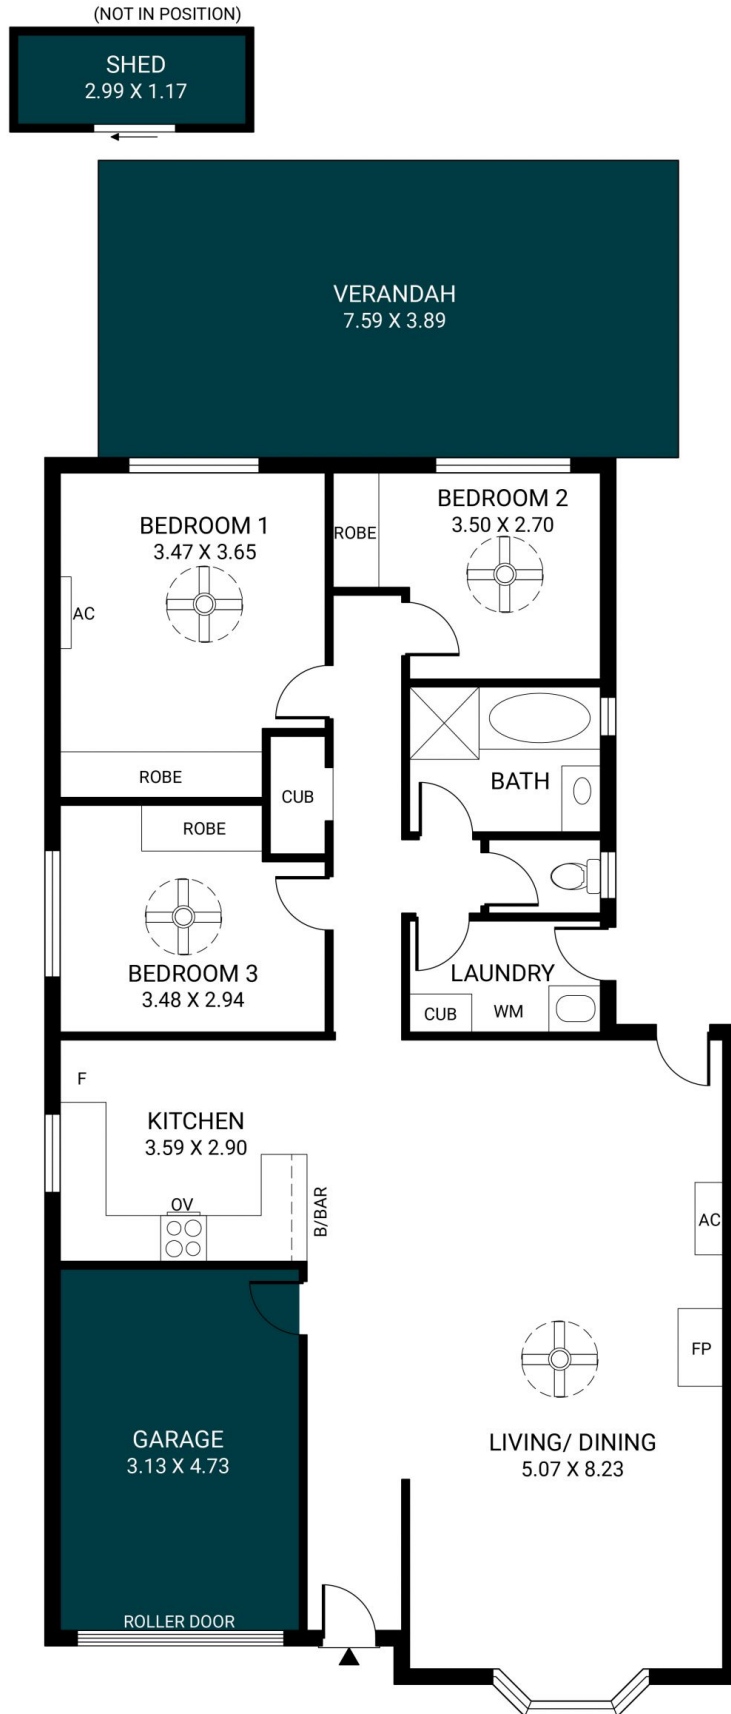 (NOT IN POSITION)
SHED
2.99 X 1.17
VERANDAH
7.59 X 3.89
BEDROOM 1
3.47 X 3.65
AC
ROBE
BEDROOM 2
3.50 X 2.70
ROBE
CUB
BATH
ROBE
BEDROOM 3
3.48 X 2.94
LAUNDRY
CUB
WM
F
KITCHEN
3.59 X 2.90
OV
B/BAR
AC
FP
GARAGE
3.13 X 4.73
LIVING/ DINING
5.07 X 8.23
ROLLER DOOR